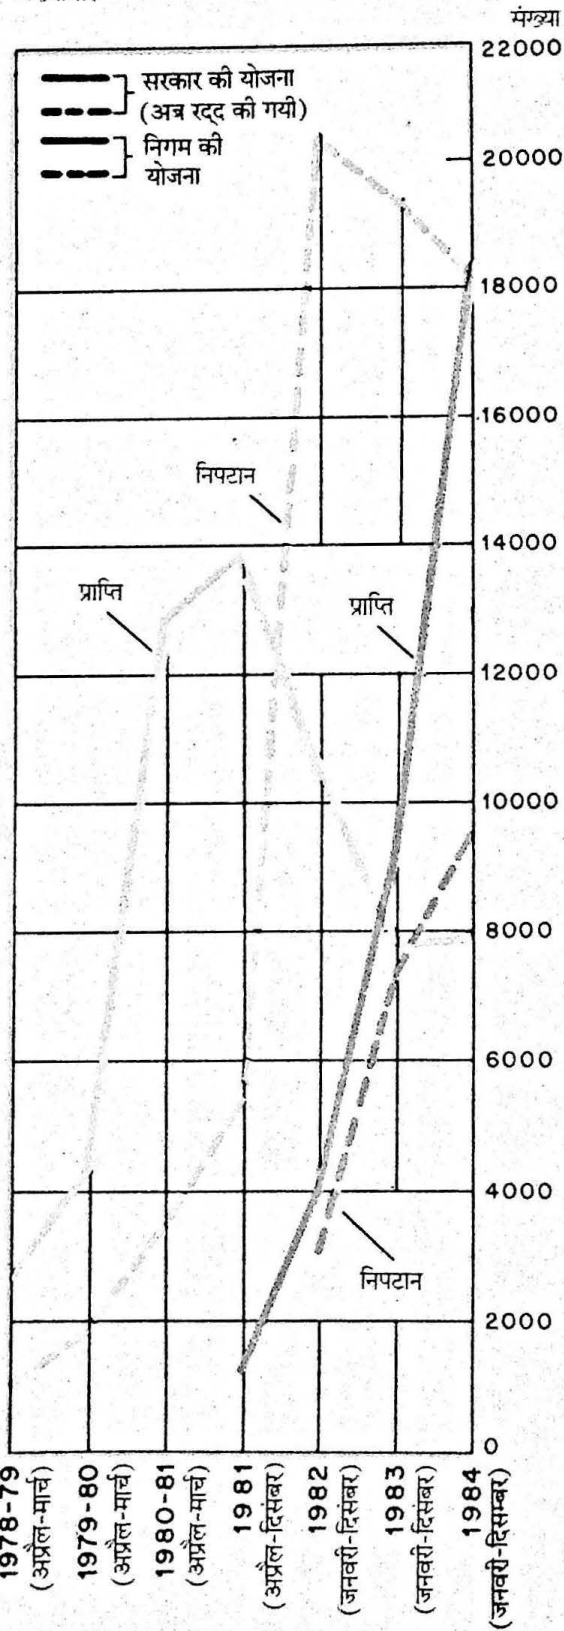 संख्या
22000
सरकार की योजना
(अब रद्द की गयी)
निगम की
योजना
20000
18000
16000
निपटान
14000
प्राप्ति
प्राप्ति
12000
10000
8000
6000
4000
निपटान
2000
0
1978-79
(अप्रैल-मार्च)
1979-80
(अप्रैल-मार्च)
1980-81
(अप्रैल-मार्च)
1981
(अप्रैल-दिसंबर)
1982
(जनवरी-दिसंबर)
1983
(जनवरी-दिसंबर)
1984
(जनवरी-दिसम्बर)